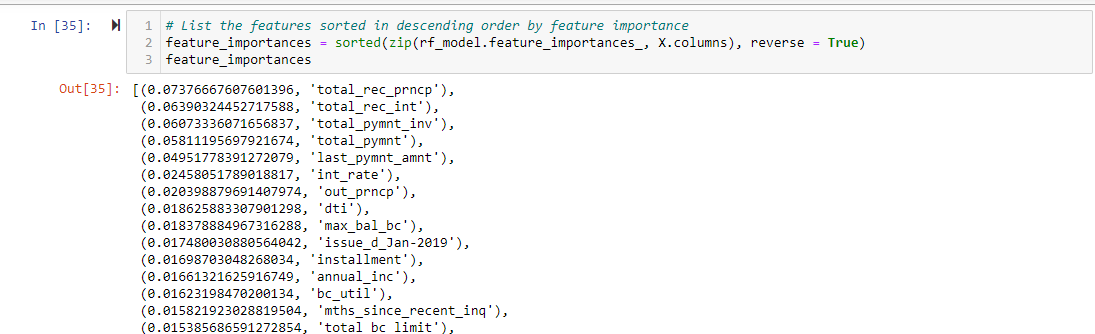 In [35]:
1 # List the features sorted in descending order by feature importance
2 feature_importances = sorted(zip(rf_model.feature_importances_, X.columns), reverse = True)
3 feature_importances
Out[35]: [(0.07376667607601396, 'total_rec_prncp'),
(0.06390324452717588, 'total_rec_int'),
(0.06073336071656837, 'total_pymnt_inv'),
(0.05811195697921674, 'total_pymnt'),
(0.04951778391272079, 'last_pymnt_amnt'),
(0.02458051789018817, 'int_rate'),
(0.020398879691407974, 'out_prncp'),
(0.018625883307901298, 'dti'),
(0.018378884967316288, 'max_bal_bc'),
(0.017480030880564042, 'issue_d_Jan-2019'),
(0.01698703048268034, 'installment'),
(0.01661321625916749, 'annual_inc'),
(0.01623198470200134, 'bc_util'),
(0.015821923028819504, 'mths_since_recent_inq'),
(0.015385686591272854, 'total_bc_limit'),